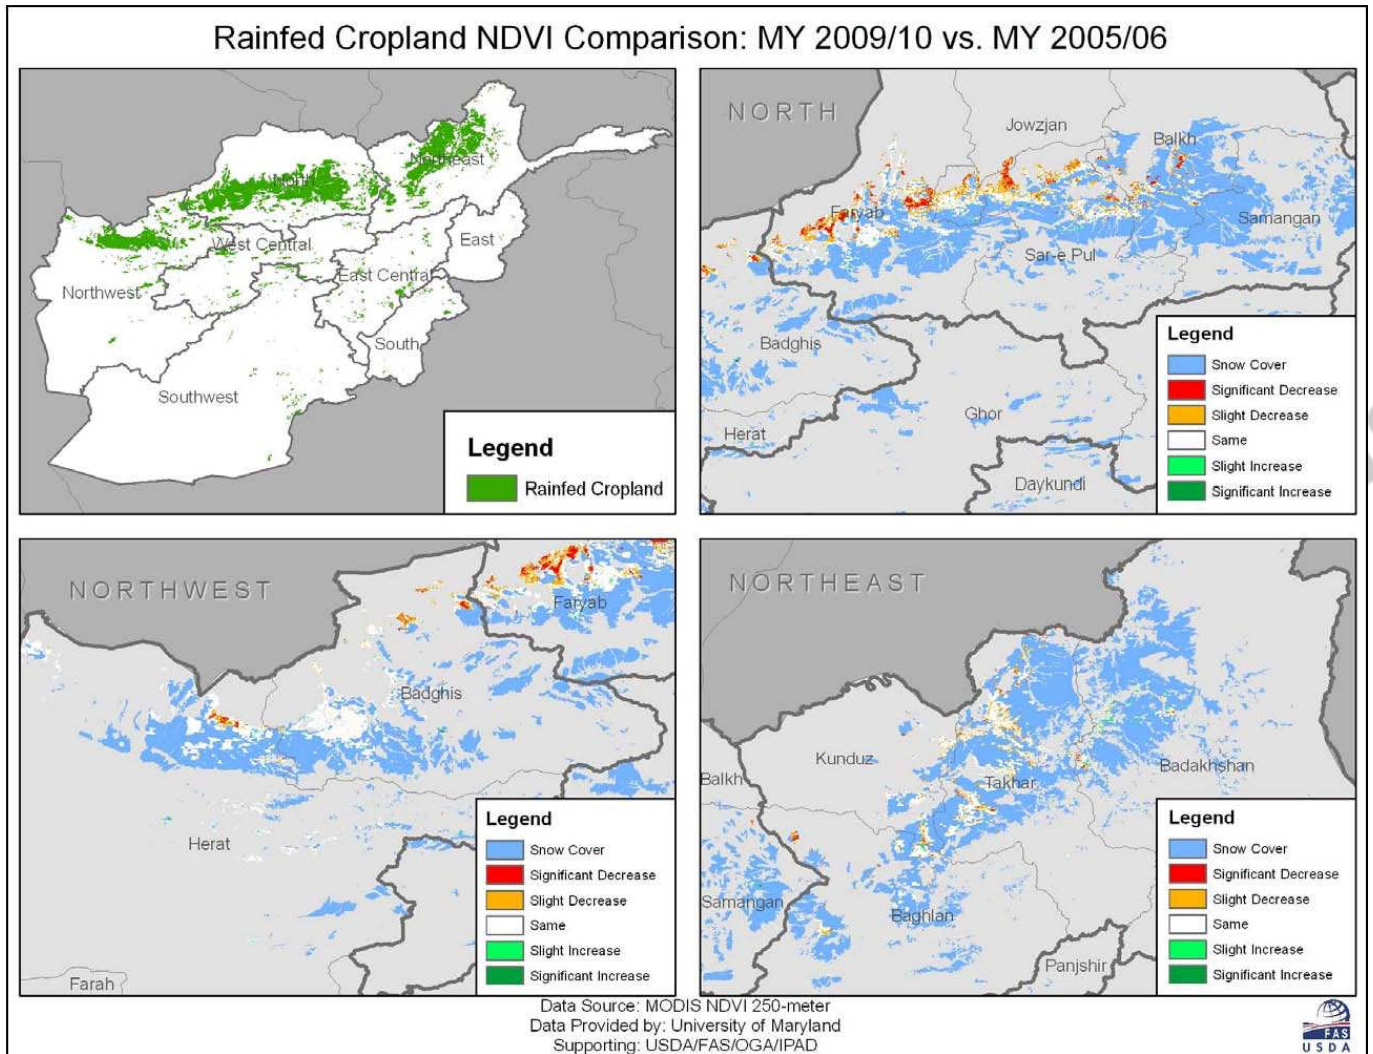 Rainfed Cropland NDVI Comparison: MY 2009/10 vs. MY 2005/06
Northeast
North
West Central
East
East Central
Northwest
South
Southwest
Legend
Rainfed Cropland
NORTH
Jowzjan
Balkh
Faryab
Samangan
Sar-e Pul
Badghis
Ghor
Herat
Daykundi
Legend
Snow Cover
Significant Decrease
Slight Decrease
Same
Slight Increase
Significant Increase
NORTHWEST
Faryab
Badghis
Herat
Farah
Legend
Snow Cover
Significant Decrease
Slight Decrease
Same
Slight Increase
Significant Increase
NORTHEAST
Kunduz
Balkh
Takhar
Badakhshan
Samangan
Baghlan
Panjshir
Legend
Snow Cover
Significant Decrease
Slight Decrease
Same
Slight Increase
Significant Increase
Data Source: MODIS NDVI 250-meter
Data Provided by: University of Maryland
Supporting: USDA/FAS/OGA/IPAD
FAS
USDA